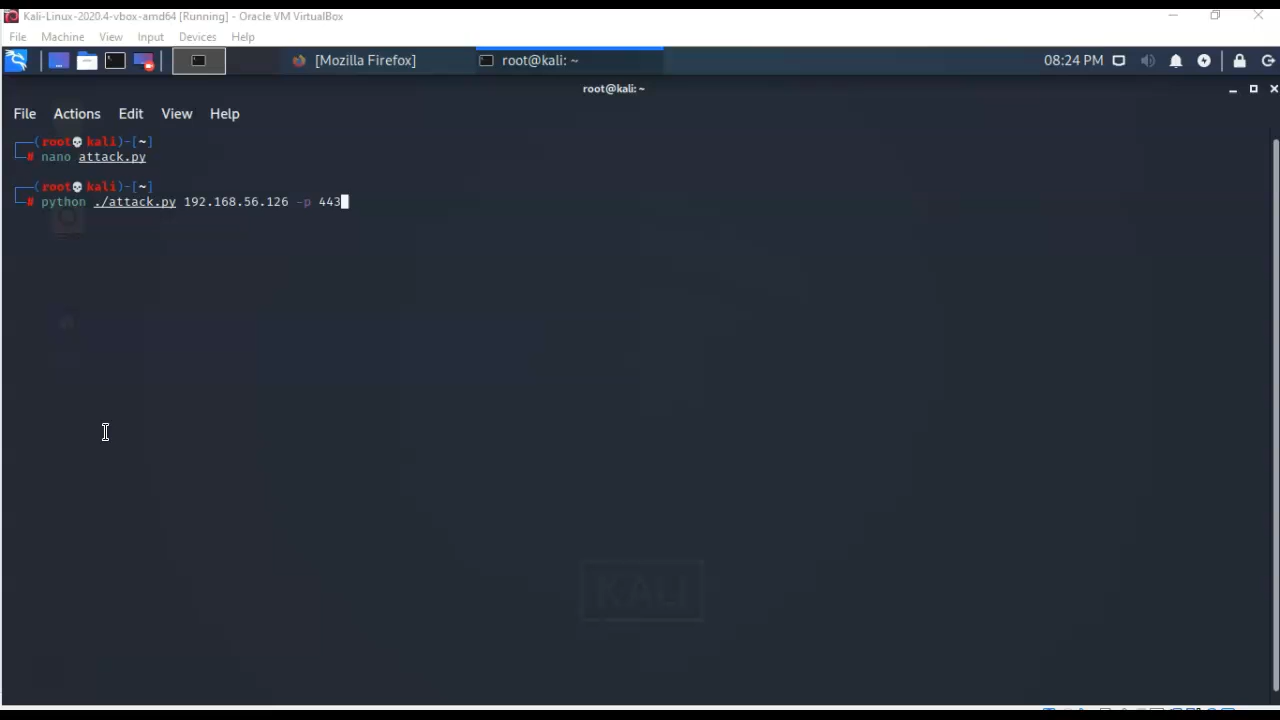 Kali-Linux-2020.4-vbox-amd64 [Running] - Oracle VM VirtualBox
File Machine View Input Devices Help
[Mozilla Firefox] root@kali: ~ 08:24 PM
root@kali: ~
File Actions Edit View Help
(root💀kali)-[~]
# nano attack.py
(root💀kali)-[~]
# python ./attack.py 192.168.56.126 -p 443
KALI